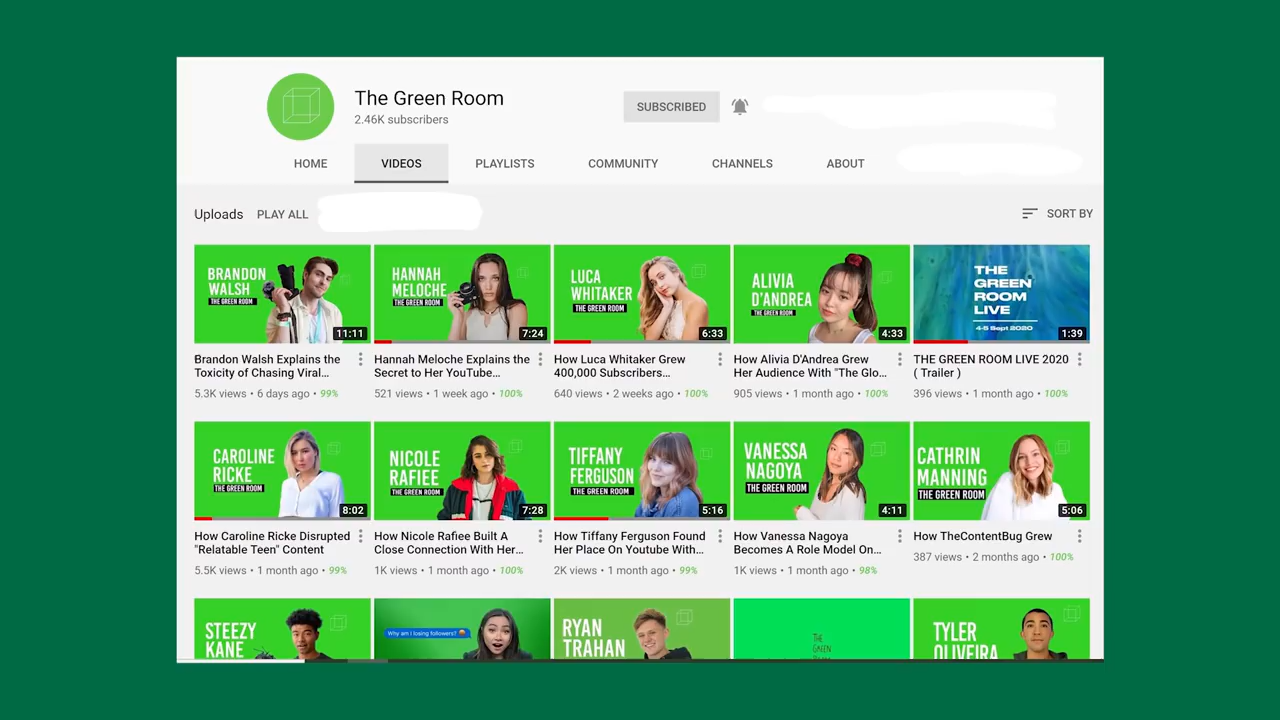 The Green Room
2.46K subscribers
SUBSCRIBED
HOME VIDEOS PLAYLISTS COMMUNITY CHANNELS ABOUT
Uploads PLAY ALL SORT BY
BRANDON
WALSH
THE GREEN ROOM
11:11
HANNAH
MELOCHE
THE GREEN ROOM
7:24
LUCA
WHITAKER
THE GREEN ROOM
6:33
ALIVIA
D'ANDREA
THE GREEN ROOM
4:33
THE
GREEN
ROOM
LIVE
4-5 Sept 2020
1:39
Brandon Walsh Explains the
Toxicity of Chasing Viral...
5.3K views • 6 days ago • 99%
Hannah Meloche Explains the
Secret to Her YouTube...
521 views • 1 week ago • 100%
How Luca Whitaker Grew
400,000 Subscribers...
640 views • 2 weeks ago • 100%
How Alivia D'Andrea Grew
Her Audience With "The Glo...
905 views • 1 month ago • 100%
THE GREEN ROOM LIVE 2020
( Trailer )
396 views • 1 month ago • 100%
CAROLINE
RICKE
THE GREEN ROOM
8:02
NICOLE
RAFIEE
THE GREEN ROOM
7:28
TIFFANY
FERGUSON
THE GREEN ROOM
5:16
VANESSA
NAGOYA
THE GREEN ROOM
4:11
CATHRIN
MANNING
THE GREEN ROOM
5:06
How Caroline Ricke Disrupted
"Relatable Teen" Content
5.5K views • 1 month ago • 99%
How Nicole Rafiee Built A
Close Connection With Her...
1K views • 1 month ago • 100%
How Tiffany Ferguson Found
Her Place On Youtube With...
2K views • 1 month ago • 99%
How Vanessa Nagoya
Becomes A Role Model On...
1K views • 1 month ago • 98%
How TheContentBug Grew
387 views • 2 months ago • 100%
STEEZY
KANE
Why am I losing followers?
RYAN
TRAHAN
THE
GREEN
ROOM
TYLER
OLIVEIRA